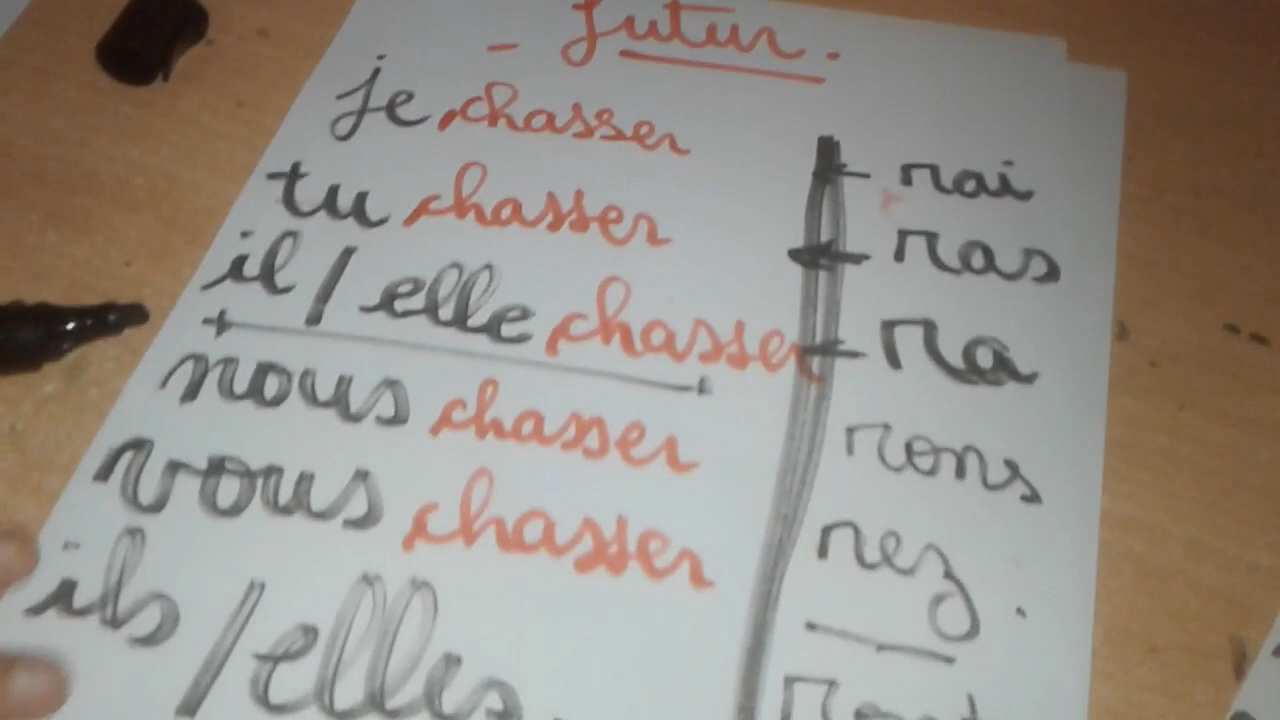 - futur.
je chasser - rai
tu chasser - ras
il / elle chasser - ra
nous chasser rons
vous chasser rez.
ils / elles